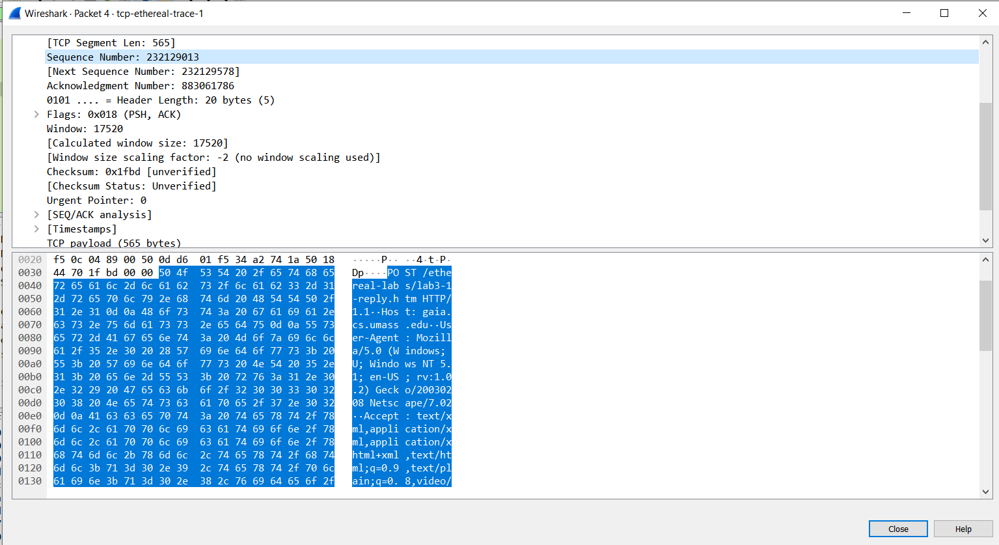 Wireshark · Packet 4 · tcp-ethereal-trace-1
[TCP Segment Len: 565]
Sequence Number: 232129013
[Next Sequence Number: 232129578]
Acknowledgment Number: 883061786
0101 .... = Header Length: 20 bytes (5)
Flags: 0x018 (PSH, ACK)
Window: 17520
[Calculated window size: 17520]
[Window size scaling factor: -2 (no window scaling used)]
Checksum: 0x1fbd [unverified]
[Checksum Status: Unverified]
Urgent Pointer: 0
[SEQ/ACK analysis]
[Timestamps]
TCP payload (565 bytes)
0020 f5 0c 04 89 00 50 0d d6 01 f5 34 a2 74 1a 50 18 ·····P·· ··4·t·P·
0030 44 70 1f bd 00 00 50 4f 53 54 20 2f 65 74 68 65 Dp····PO ST /ethe
0040 72 65 61 6c 2d 6c 61 62 73 2f 6c 61 62 33 2d 31 real-lab s/lab3-1
0050 2d 72 65 70 6c 79 2e 68 74 6d 20 48 54 54 50 2f -reply.h tm HTTP/
0060 31 2e 31 0d 0a 48 6f 73 74 3a 20 67 61 69 61 2e 1.1··Hos t: gaia.
0070 63 73 2e 75 6d 61 73 73 2e 65 64 75 0d 0a 55 73 cs.umass .edu··Us
0080 65 72 2d 41 67 65 6e 74 3a 20 4d 6f 7a 69 6c 6c er-Agent : Mozill
0090 61 2f 35 2e 30 20 28 57 69 6e 64 6f 77 73 3b 20 a/5.0 (W indows;
00a0 55 3b 20 57 69 6e 64 6f 77 73 20 4e 54 20 35 2e U; Windo ws NT 5.
00b0 31 3b 20 65 6e 2d 55 53 3b 20 72 76 3a 31 2e 30 1; en-US ; rv:1.0
00c0 2e 32 29 20 47 65 63 6b 6f 2f 32 30 30 33 30 32 .2) Geck o/200302
00d0 30 38 20 4e 65 74 73 63 61 70 65 2f 37 2e 30 32 08 Netsc ape/7.02
00e0 0d 0a 41 63 63 65 70 74 3a 20 74 65 78 74 2f 78 ··Accept : text/x
00f0 6d 6c 2c 61 70 70 6c 69 63 61 74 69 6f 6e 2f 78 ml,appli cation/x
0100 6d 6c 2c 61 70 70 6c 69 63 61 74 69 6f 6e 2f 78 ml,appli cation/x
0110 68 74 6d 6c 2b 78 6d 6c 2c 74 65 78 74 2f 68 74 html+xml ,text/ht
0120 6d 6c 3b 71 3d 30 2e 39 2c 74 65 78 74 2f 70 6c ml;q=0.9 ,text/pl
0130 61 69 6e 3b 71 3d 30 2e 38 2c 76 69 64 65 6f 2f ain;q=0. 8,video/
Close Help